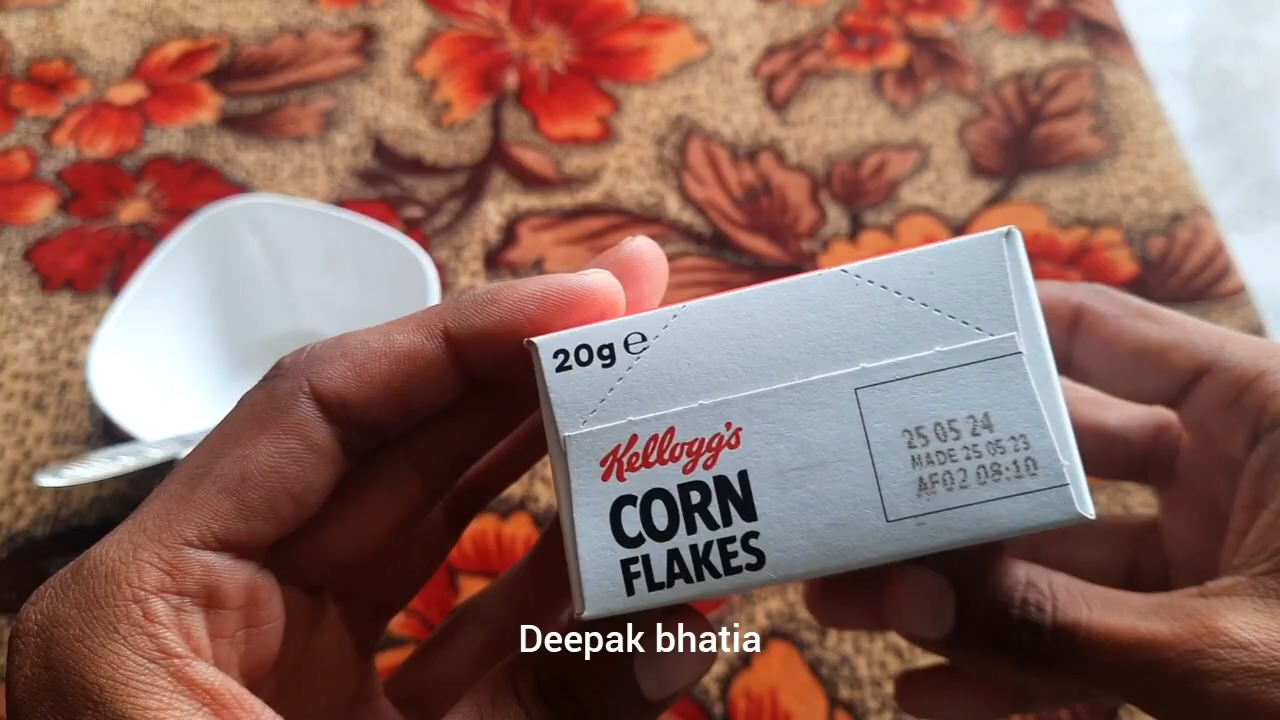 20g ℮
Kellogg's
CORN
FLAKES
25 05 24
MADE 25 05 23
AF02 08:10
Deepak bhatia